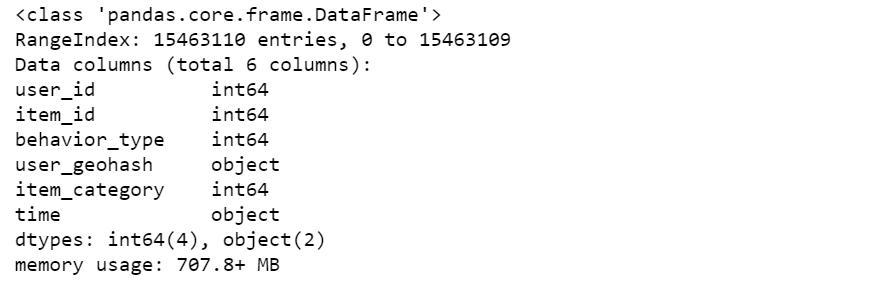 <class 'pandas.core.frame.DataFrame'>
RangeIndex: 15463110 entries, 0 to 15463109
Data columns (total 6 columns):
user_id          int64
item_id          int64
behavior_type    int64
user_geohash     object
item_category    int64
time             object
dtypes: int64(4), object(2)
memory usage: 707.8+ MB